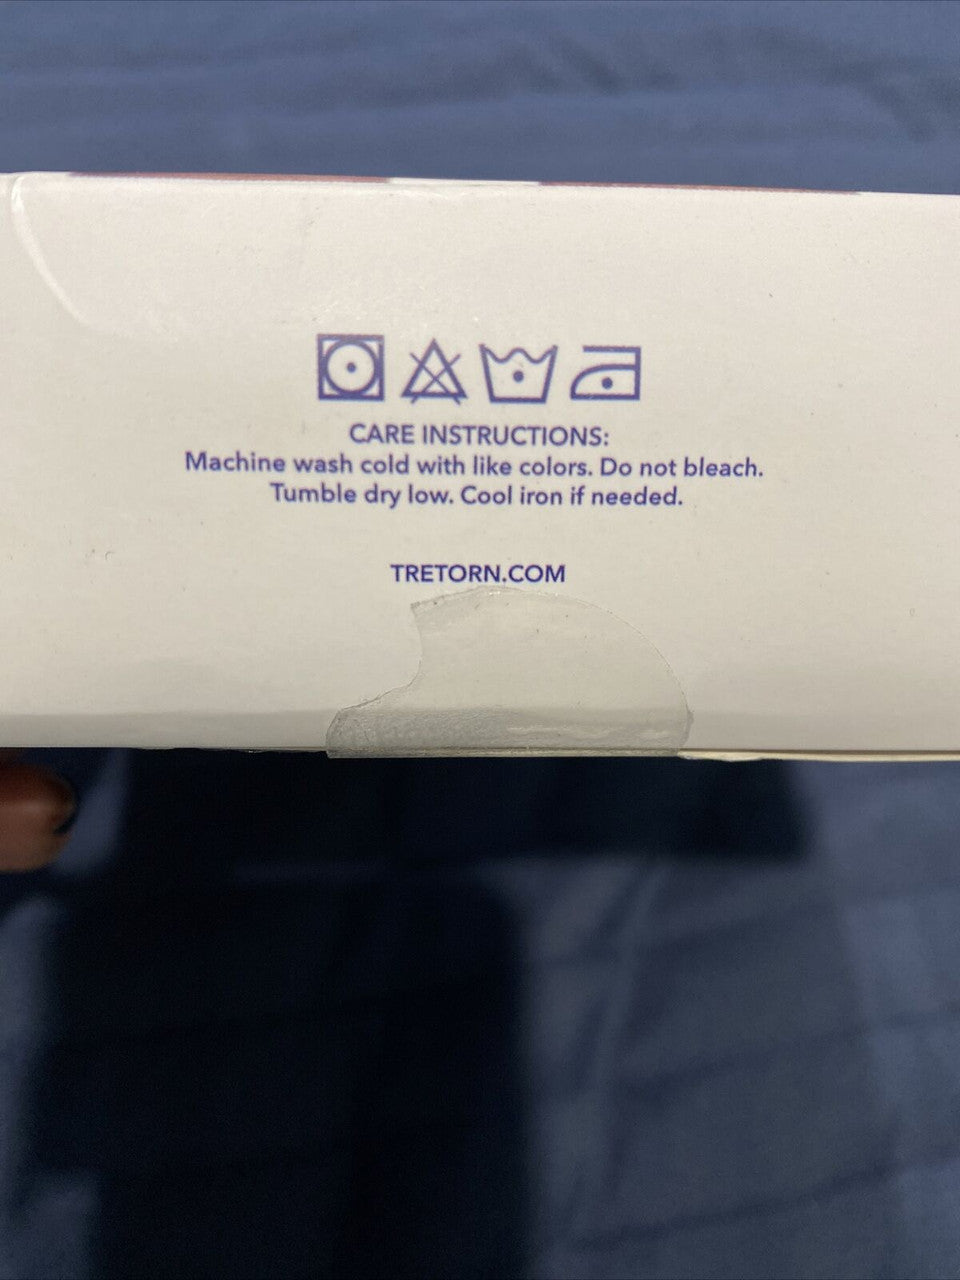 CARE INSTRUCTIONS:
Machine wash cold with like colors. Do not bleach.
Tumble dry low. Cool iron if needed.
TRETORN.COM